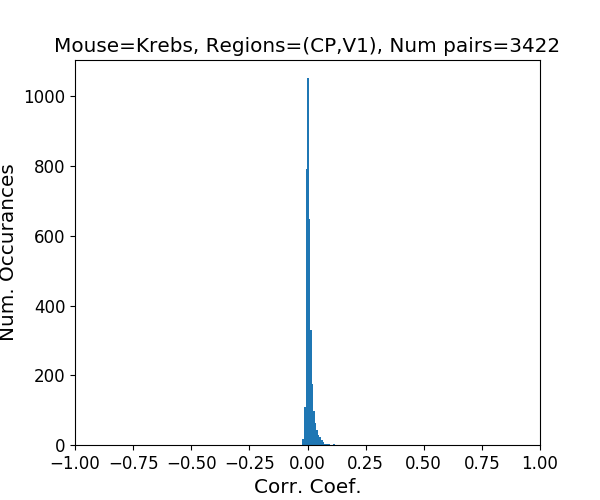 Mouse=Krebs, Regions=(CP,V1), Num pairs=3422
Num. Occurances
1000
800
600
400
200
0
−1.00 −0.75 −0.50 −0.25 0.00 0.25 0.50 0.75 1.00
Corr. Coef.